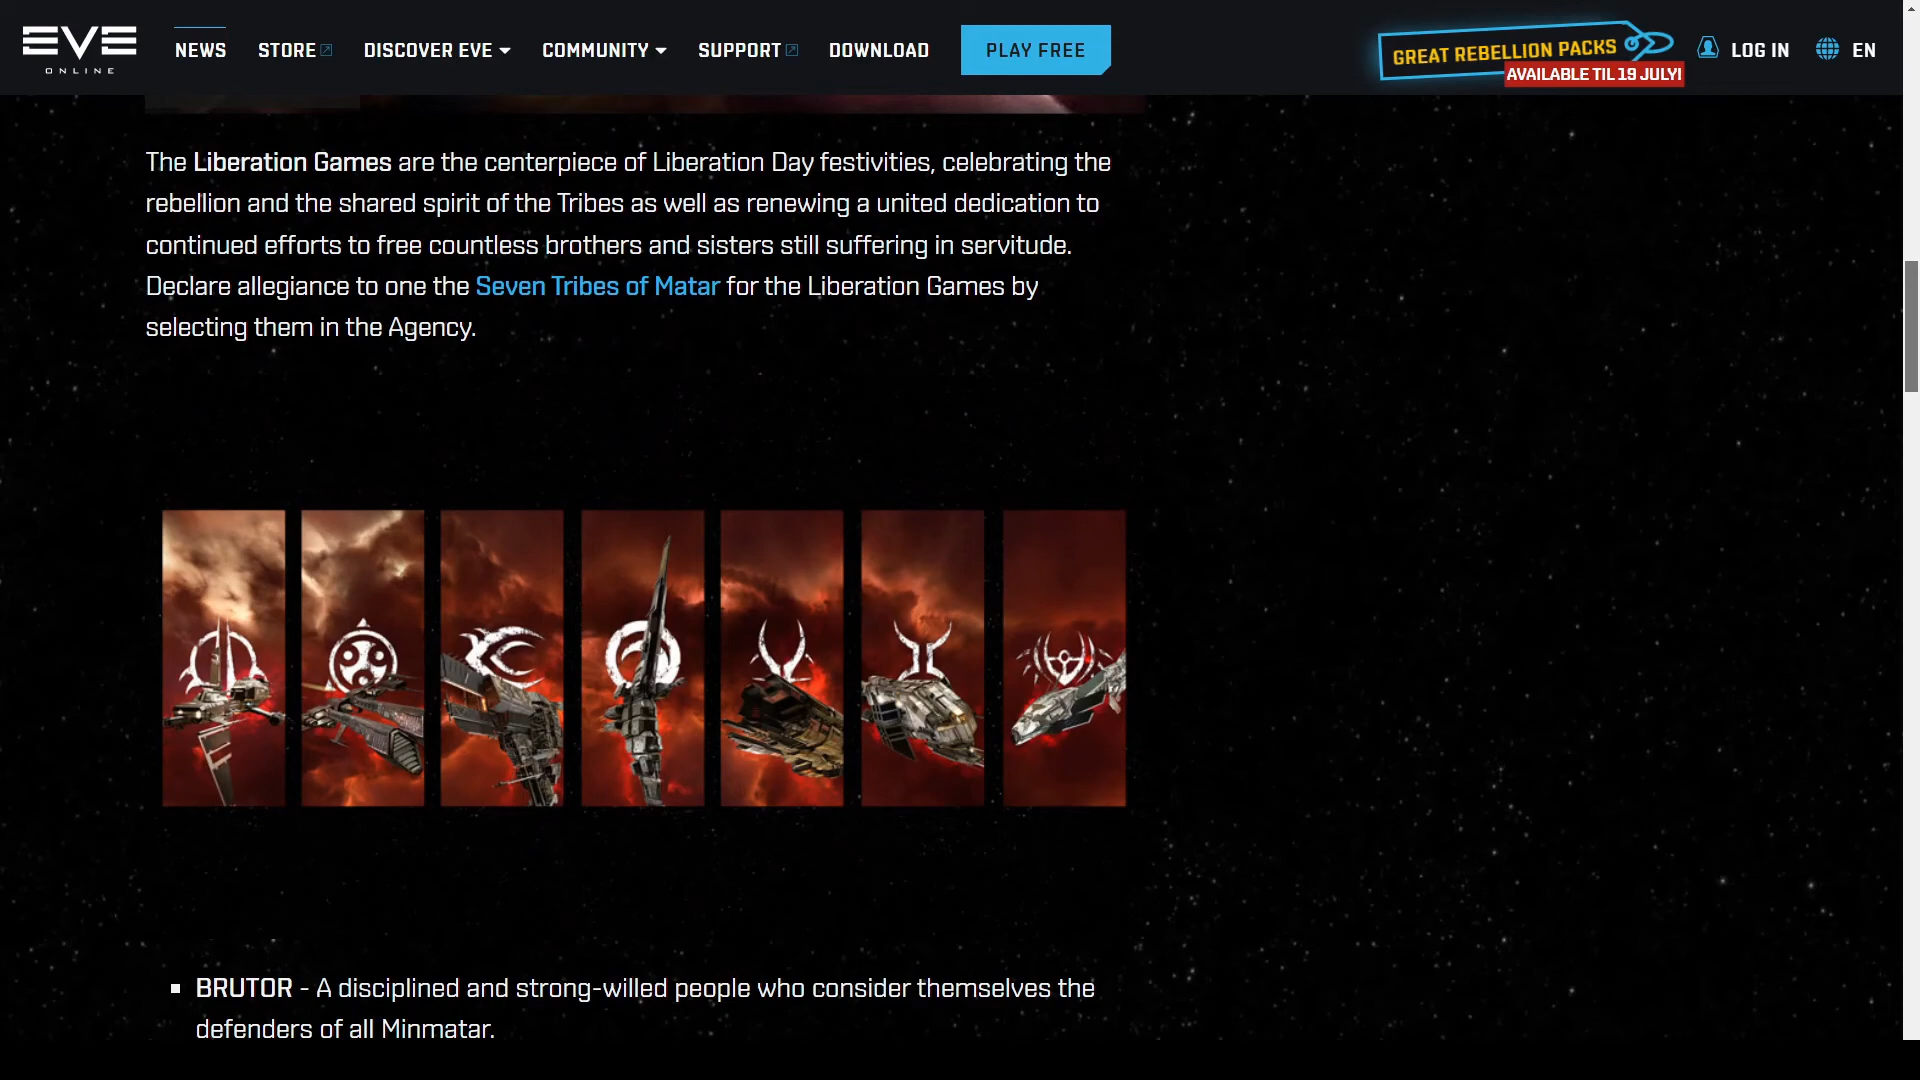 EVE
ONLINE
NEWS
STORE
DISCOVER EVE
COMMUNITY
SUPPORT
DOWNLOAD
PLAY FREE
GREAT REBELLION PACKS
AVAILABLE TIL 19 JULY!
LOG IN
EN
The Liberation Games are the centerpiece of Liberation Day festivities, celebrating the
rebellion and the shared spirit of the Tribes as well as renewing a united dedication to
continued efforts to free countless brothers and sisters still suffering in servitude.
Declare allegiance to one the Seven Tribes of Matar for the Liberation Games by
selecting them in the Agency.
BRUTOR - A disciplined and strong-willed people who consider themselves the
defenders of all Minmatar.